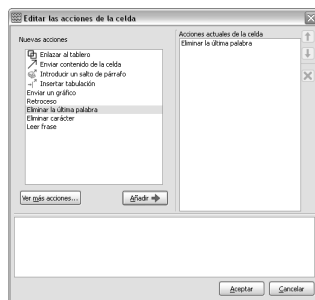 Editar las acciones de la celda
Nuevas acciones
Enlazar al tablero
Enviar contenido de la celda
Introducir un salto de párrafo
Insertar tabulación
Enviar un gráfico
Retroceso
Eliminar la última palabra
Eliminar carácter
Leer frase
Ver más acciones...
Añadir
Acciones actuales de la celda
Eliminar la última palabra
Aceptar
Cancelar